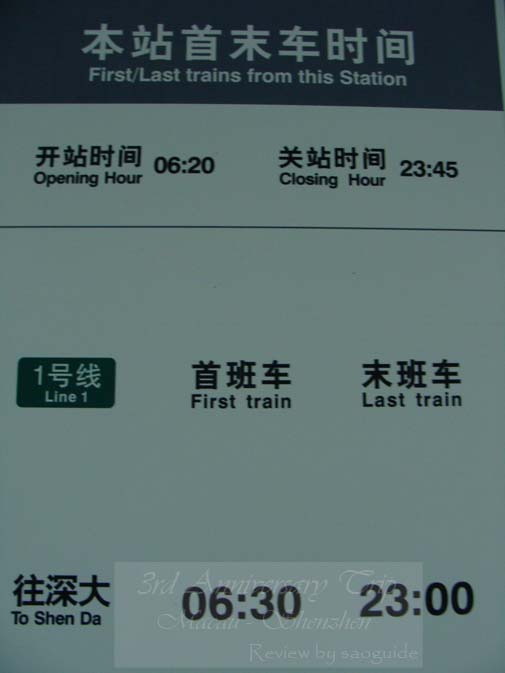 本站首末车时间
First/Last trains from this Station
开站时间 06:20 关站时间 23:45
Opening Hour Closing Hour
1号线 首班车 末班车
Line 1 First train Last train
往深大 06:30 23:00
To Shen Da
3rd Anniversary Trip
Macau - Shenzhen
Review by saoguide